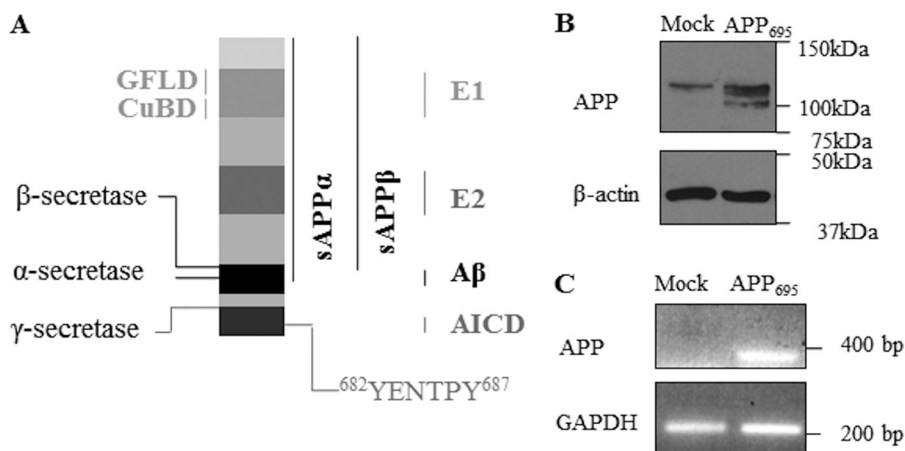 A
GFLD
CuBD
E1
β-secretase
E2
sAPPα
sAPPβ
α-secretase
Aβ
γ-secretase
AICD
⁶⁸²YENTPY⁶⁸⁷
B
Mock APP₆₉₅
150kDa
APP
100kDa
75kDa
50kDa
β-actin
37kDa
C
Mock APP₆₉₅
APP
400 bp
GAPDH
200 bp